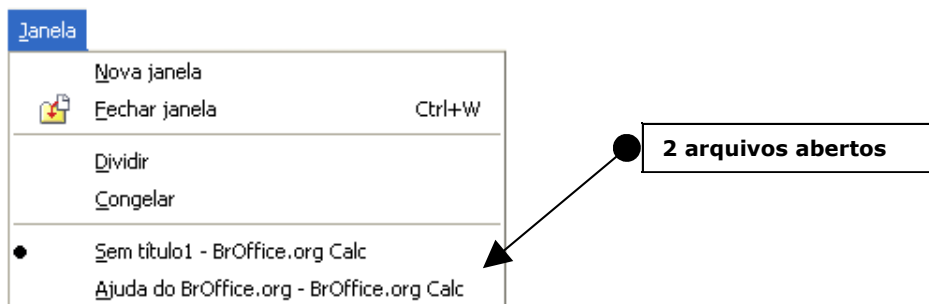 Janela
Nova janela
Fechar janela Ctrl+W
Dividir
2 arquivos abertos
Congelar
Sem título1 - BrOffice.org Calc
Ajuda do BrOffice.org - BrOffice.org Calc